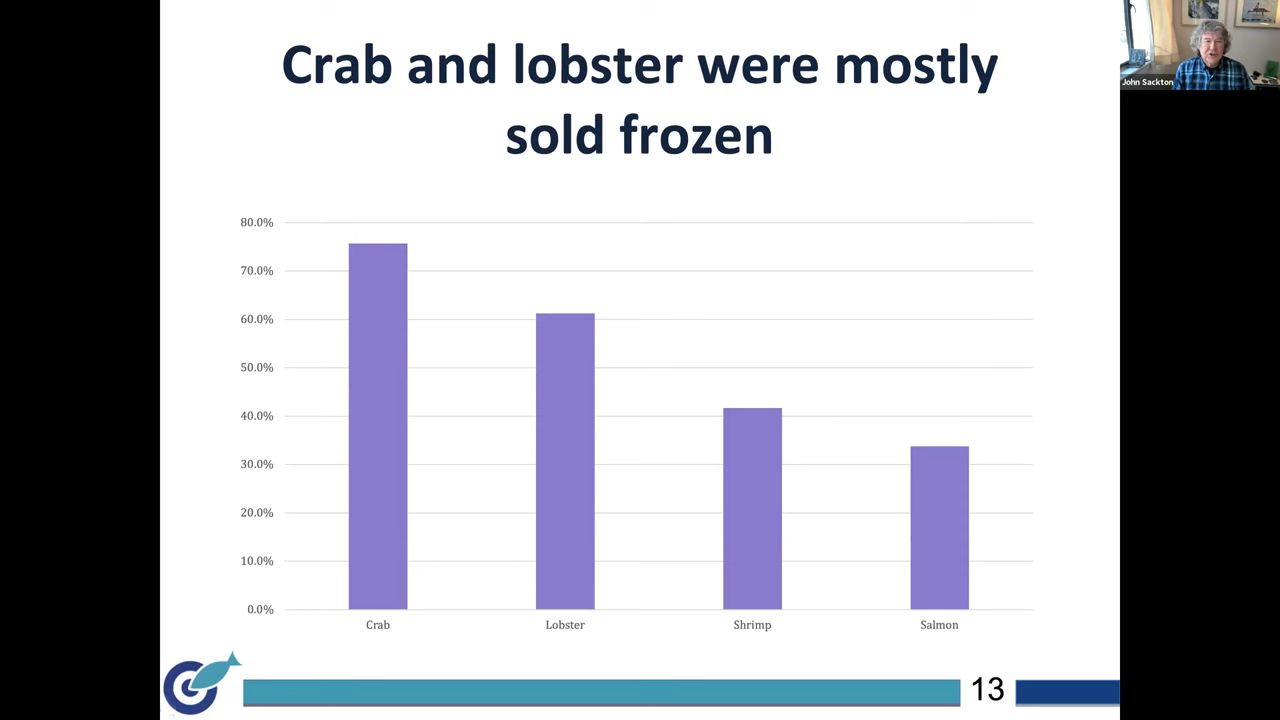 Crab and lobster were mostly
sold frozen
John Sackton
80.0%
70.0%
60.0%
50.0%
40.0%
30.0%
20.0%
10.0%
0.0%
Crab
Lobster
Shrimp
Salmon
13